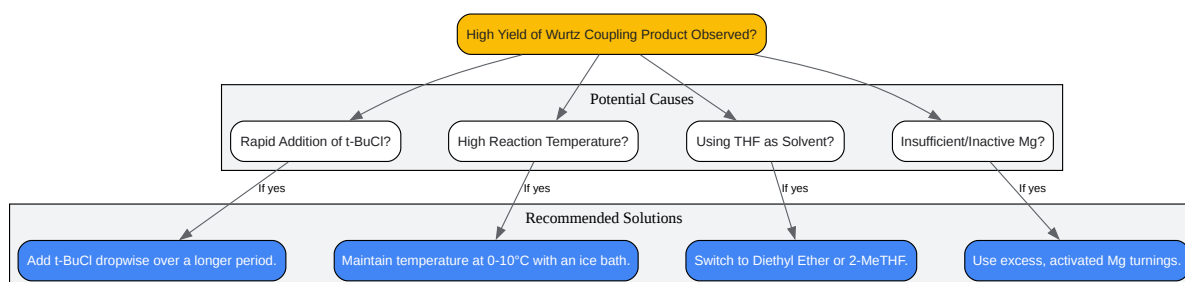 High Yield of Wurtz Coupling Product Observed?
Potential Causes
Rapid Addition of t-BuCl?
High Reaction Temperature?
Using THF as Solvent?
Insufficient/Inactive Mg?
If yes
If yes
If yes
If yes
Recommended Solutions
Add t-BuCl dropwise over a longer period.
Maintain temperature at 0-10°C with an ice bath.
Switch to Diethyl Ether or 2-MeTHF.
Use excess, activated Mg turnings.